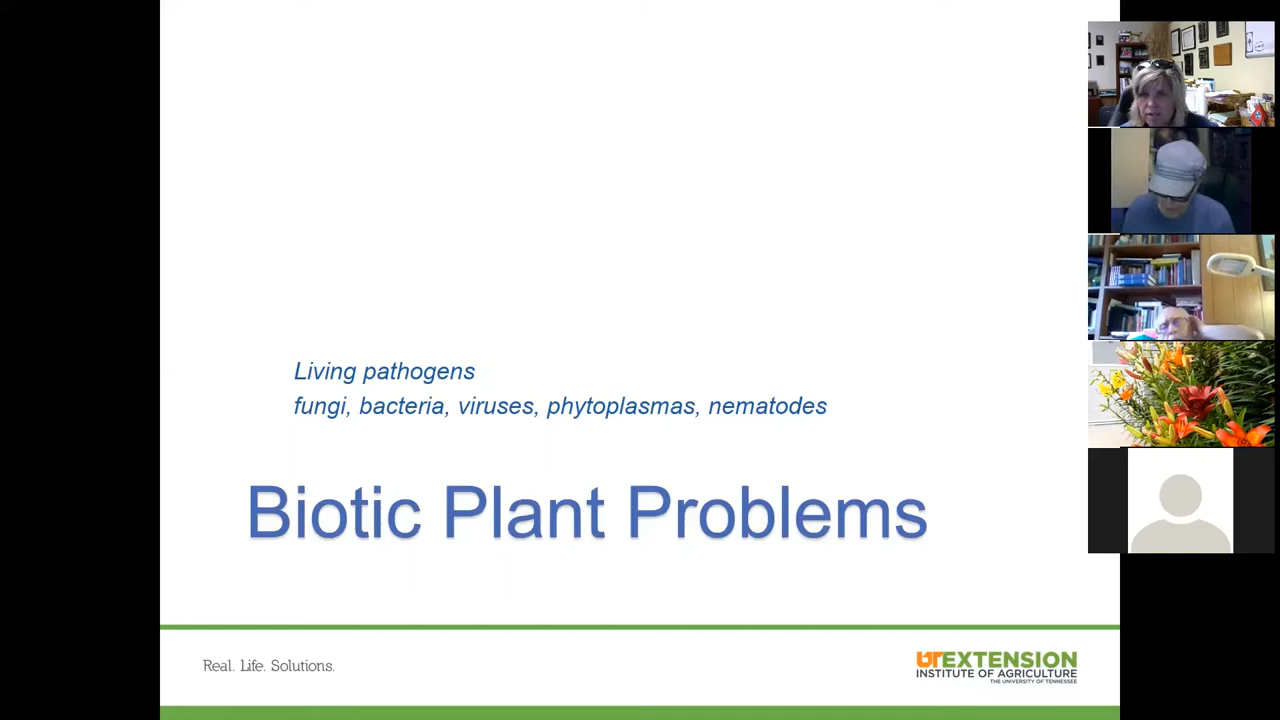 Living pathogens
fungi, bacteria, viruses, phytoplasmas, nematodes
Biotic Plant Problems
Real. Life. Solutions.
UTEXTENSION
INSTITUTE OF AGRICULTURE
THE UNIVERSITY OF TENNESSEE